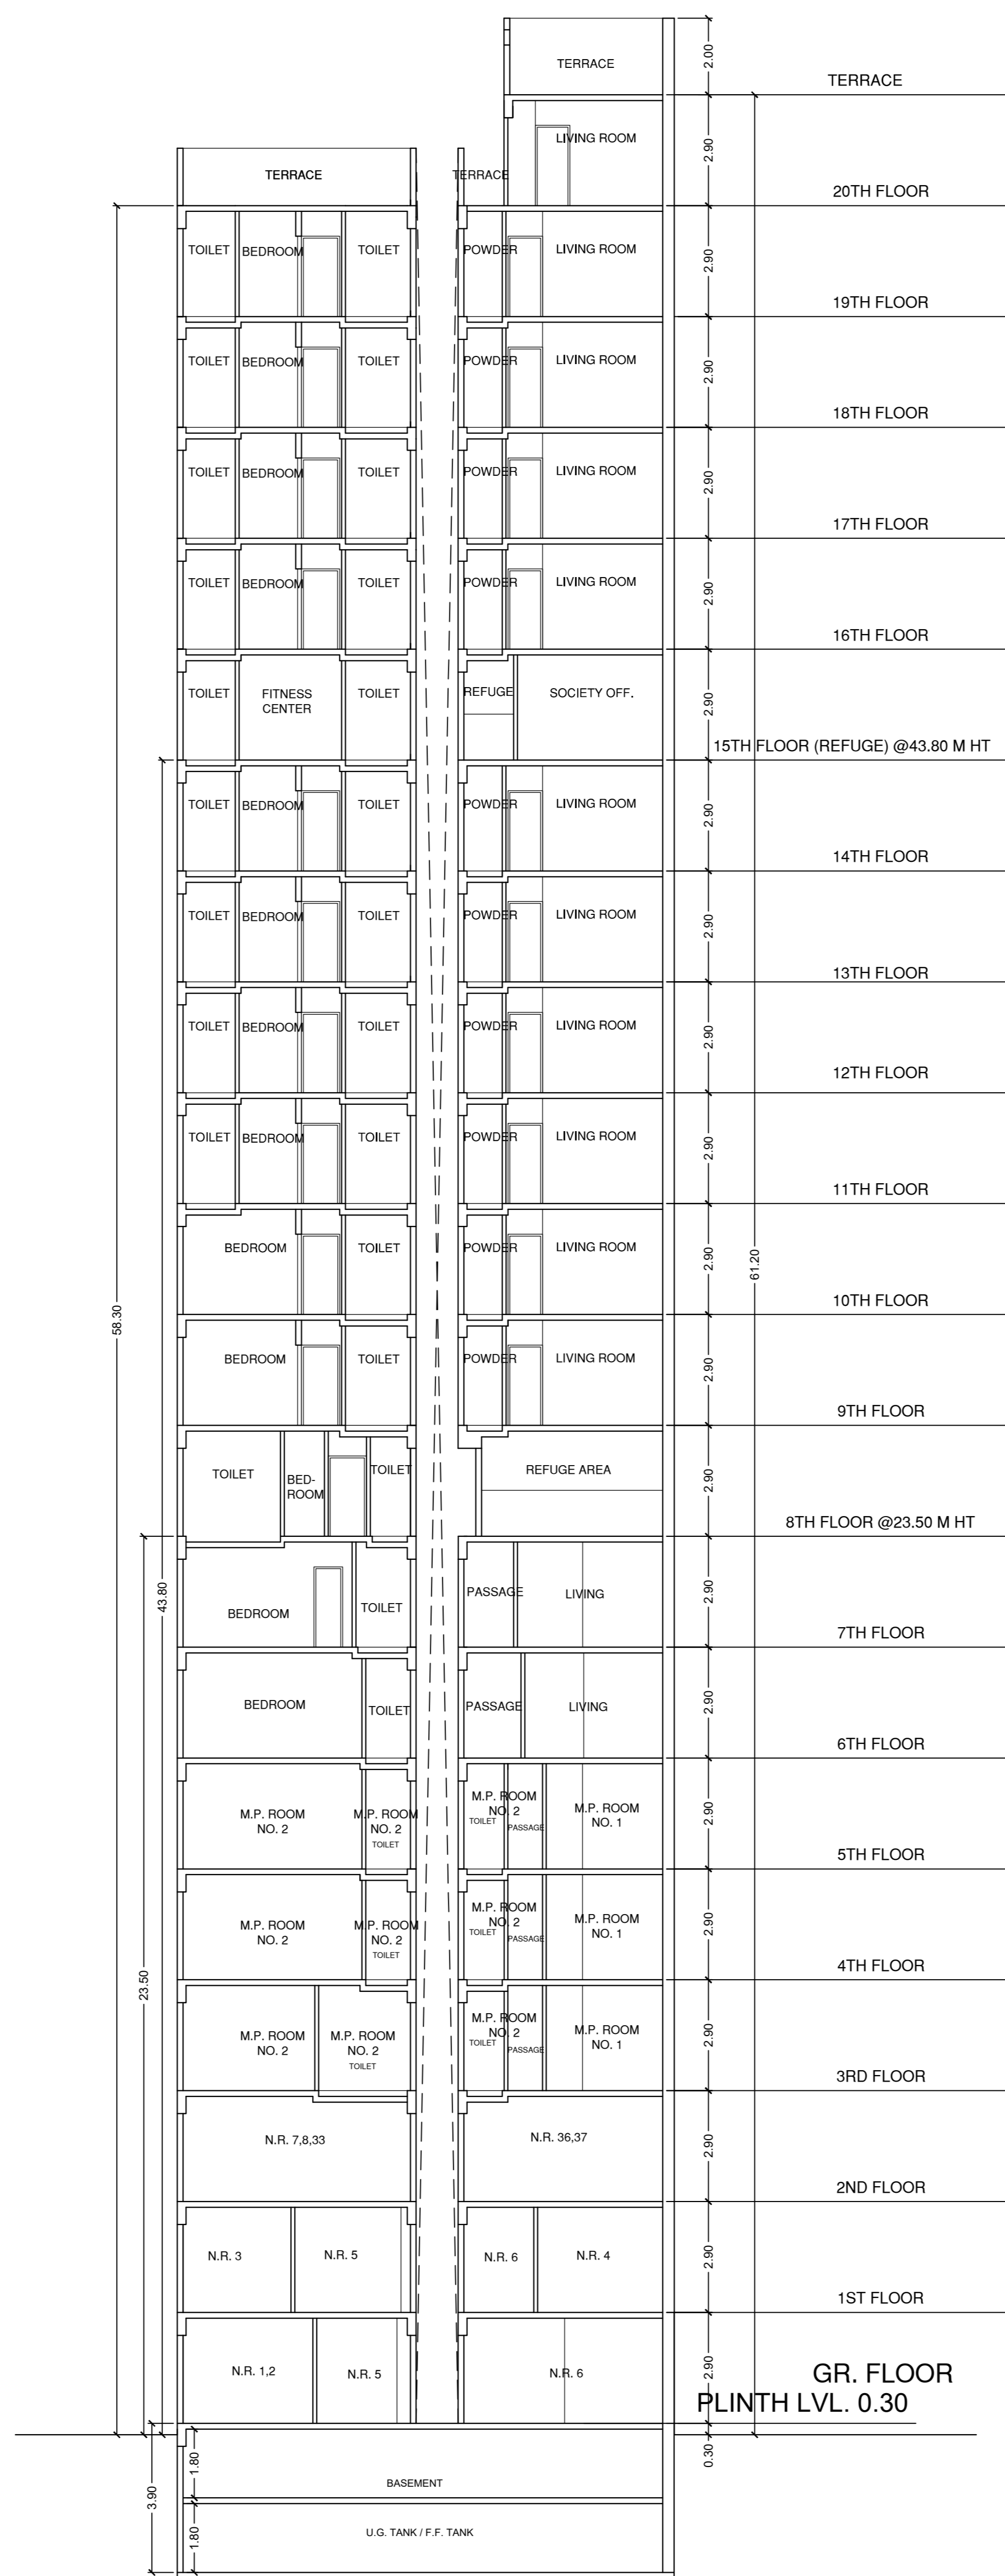 TERRACE
2.00
TERRACE
LIVING ROOM
2.90
TERRACE
TERRACE
20TH FLOOR
TOILET BEDROOM TOILET POWDER LIVING ROOM
2.90
19TH FLOOR
TOILET BEDROOM TOILET POWDER LIVING ROOM
2.90
18TH FLOOR
TOILET BEDROOM TOILET POWDER LIVING ROOM
2.90
17TH FLOOR
TOILET BEDROOM TOILET POWDER LIVING ROOM
2.90
16TH FLOOR
TOILET FITNESS CENTER TOILET REFUGE SOCIETY OFF.
2.90
15TH FLOOR (REFUGE) @43.80 M HT
TOILET BEDROOM TOILET POWDER LIVING ROOM
2.90
14TH FLOOR
TOILET BEDROOM TOILET POWDER LIVING ROOM
2.90
13TH FLOOR
TOILET BEDROOM TOILET POWDER LIVING ROOM
2.90
12TH FLOOR
TOILET BEDROOM TOILET POWDER LIVING ROOM
2.90
11TH FLOOR
BEDROOM TOILET POWDER LIVING ROOM
2.90
61.20
10TH FLOOR
58.30
BEDROOM TOILET POWDER LIVING ROOM
2.90
9TH FLOOR
TOILET BED-
ROOM
TOILET REFUGE AREA
2.90
8TH FLOOR @23.50 M HT
43.80
BEDROOM TOILET PASSAGE LIVING
2.90
7TH FLOOR
BEDROOM TOILET PASSAGE LIVING
2.90
6TH FLOOR
M.P. ROOM
NO. 2
M.P. ROOM
NO. 2
TOILET
M.P. ROOM
NO. 2
TOILET
PASSAGE
M.P. ROOM
NO. 1
2.90
5TH FLOOR
M.P. ROOM
NO. 2
M.P. ROOM
NO. 2
TOILET
M.P. ROOM
NO. 2
TOILET
PASSAGE
M.P. ROOM
NO. 1
2.90
4TH FLOOR
23.50
M.P. ROOM
NO. 2
M.P. ROOM
NO. 2
TOILET
M.P. ROOM
NO. 2
TOILET
PASSAGE
M.P. ROOM
NO. 1
2.90
3RD FLOOR
N.R. 7,8,33 N.R. 36,37
2.90
2ND FLOOR
N.R. 3 N.R. 5 N.R. 6 N.R. 4
2.90
1ST FLOOR
N.R. 1,2 N.R. 5 N.R. 6
2.90
GR. FLOOR
PLINTH LVL. 0.30
0.30
1.80
BASEMENT
3.90
1.80
U.G. TANK / F.F. TANK